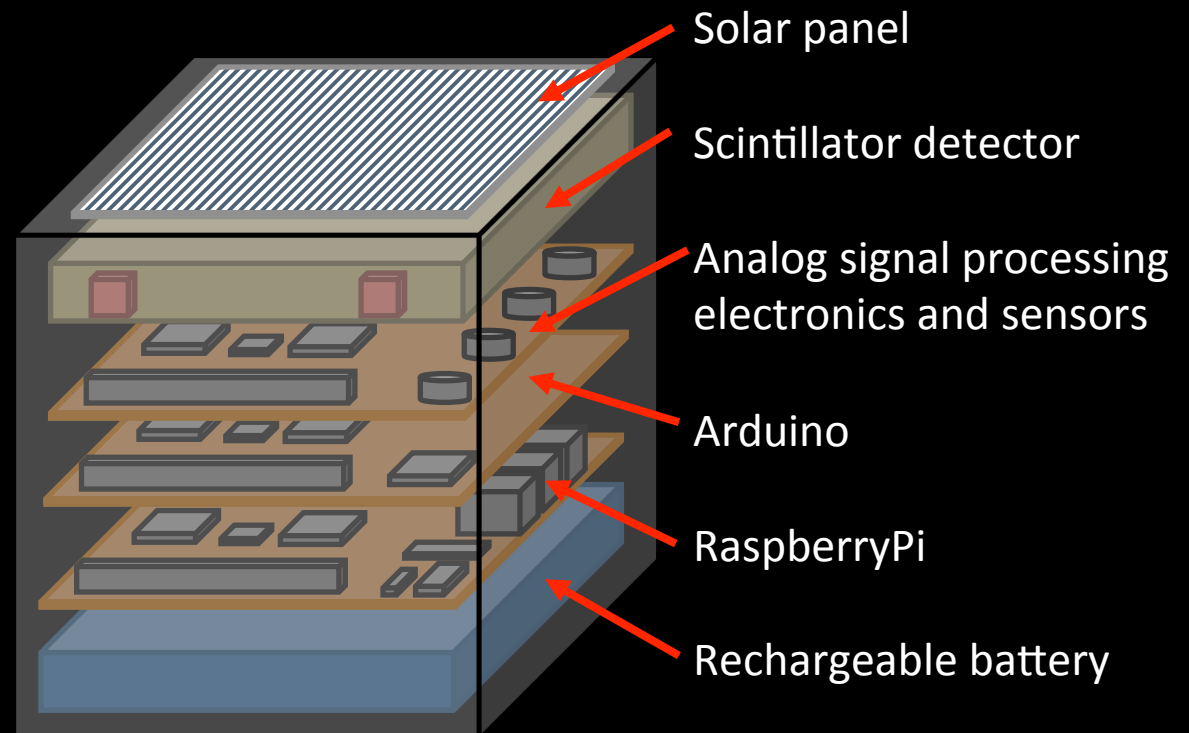 Solar panel
Scintillator detector
Analog signal processing
electronics and sensors
Arduino
RaspberryPi
Rechargeable battery